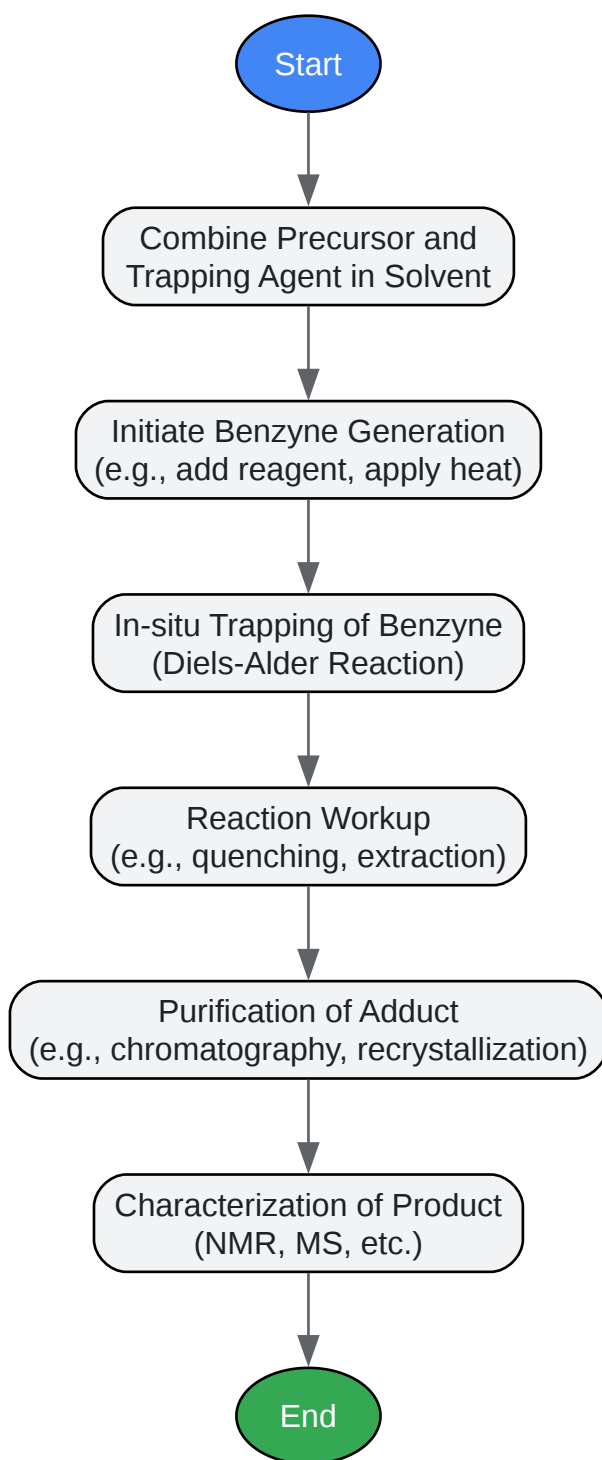 Start
Combine Precursor and
Trapping Agent in Solvent
Initiate Benzyne Generation
(e.g., add reagent, apply heat)
In-situ Trapping of Benzyne
(Diels-Alder Reaction)
Reaction Workup
(e.g., quenching, extraction)
Purification of Adduct
(e.g., chromatography, recrystallization)
Characterization of Product
(NMR, MS, etc.)
End